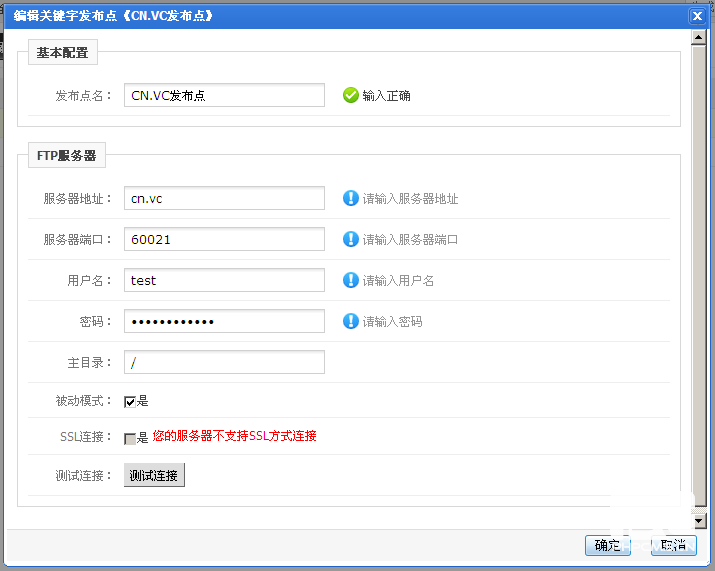 编辑关键字发布点《CN.VC发布点》
基本配置
发布点名： CN.VC发布点 输入正确
FTP服务器
服务器地址： cn.vc 请输入服务器地址
服务器端口： 60021 请输入服务器端口
用户名： test 请输入用户名
密码： •••••••••••• 请输入密码
主目录： /
被动模式： 是
SSL连接： 是 您的服务器不支持SSL方式连接
测试连接： 测试连接
确定 取消